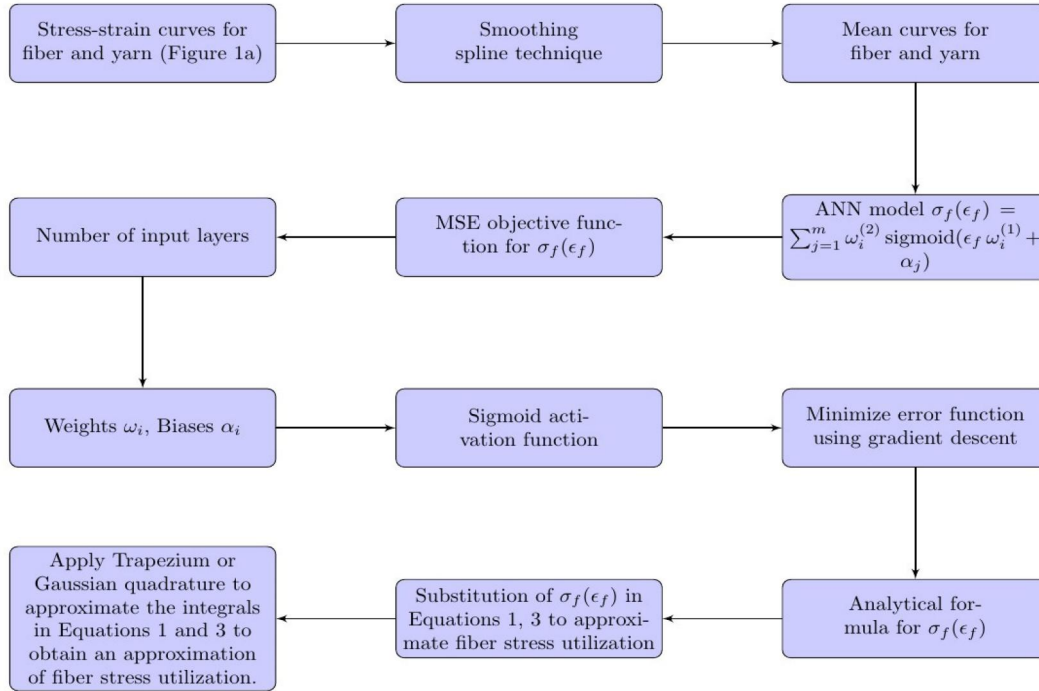 Stress-strain curves for
fiber and yarn (Figure 1a)
Smoothing
spline technique
Mean curves for
fiber and yarn
ANN model σ_f(ϵ_f) =
∑_{j=1}^{m} ω_i^{(2)} sigmoid(ϵ_f ω_i^{(1)} +
α_j)
MSE objective func-
tion for σ_f(ϵ_f)
Number of input layers
Weights ω_i, Biases α_i
Sigmoid acti-
vation function
Minimize error function
using gradient descent
Analytical for-
mula for σ_f(ϵ_f)
Substitution of σ_f(ϵ_f) in
Equations 1, 3 to approxi-
mate fiber stress utilization
Apply Trapezium or
Gaussian quadrature to
approximate the integrals
in Equations 1 and 3 to
obtain an approximation
of fiber stress utilization.